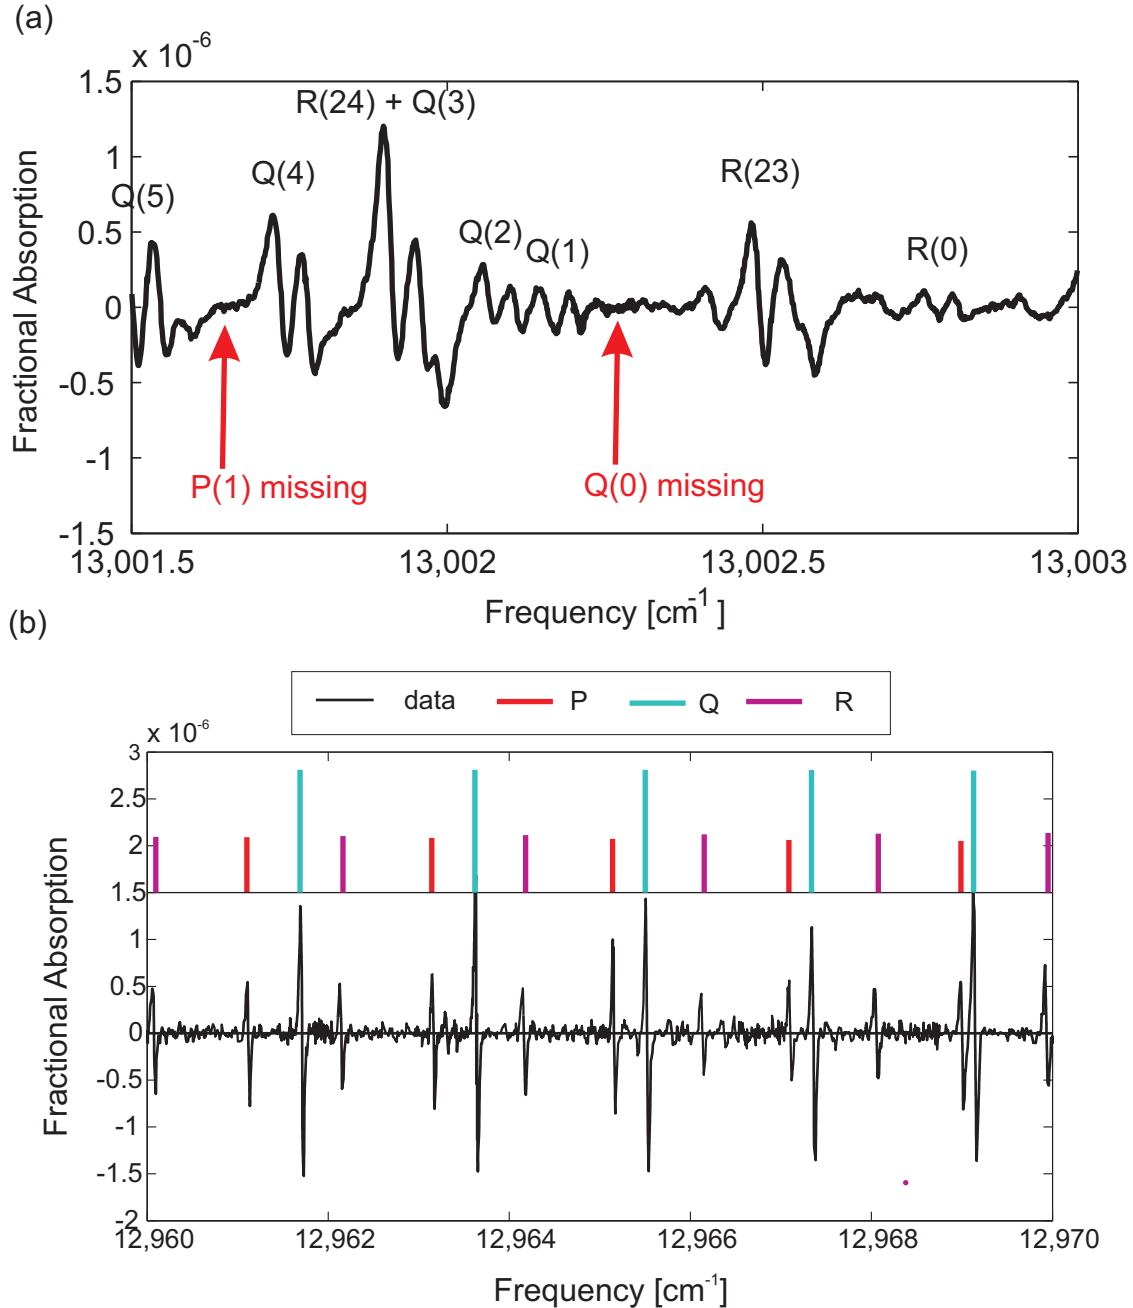 (a)
x 10-6
1.5
R(24) + Q(3)
1
Q(4)
R(23)
Q(5)
0.5
Q(2)
Q(1)
R(0)
0
-0.5
P(1) missing
Q(0) missing
-1
-1.5
Fractional Absorption
13,001.5
13,002
13,002.5
13,003
Frequency [cm-1 ]
(b)
data
P
Q
R
x 10-6
3
2.5
2
1.5
1
0.5
0
-0.5
-1
-1.5
-2
Fractional Absorption
12,960
12,962
12,964
12,966
12,968
12,970
Frequency [cm-1]